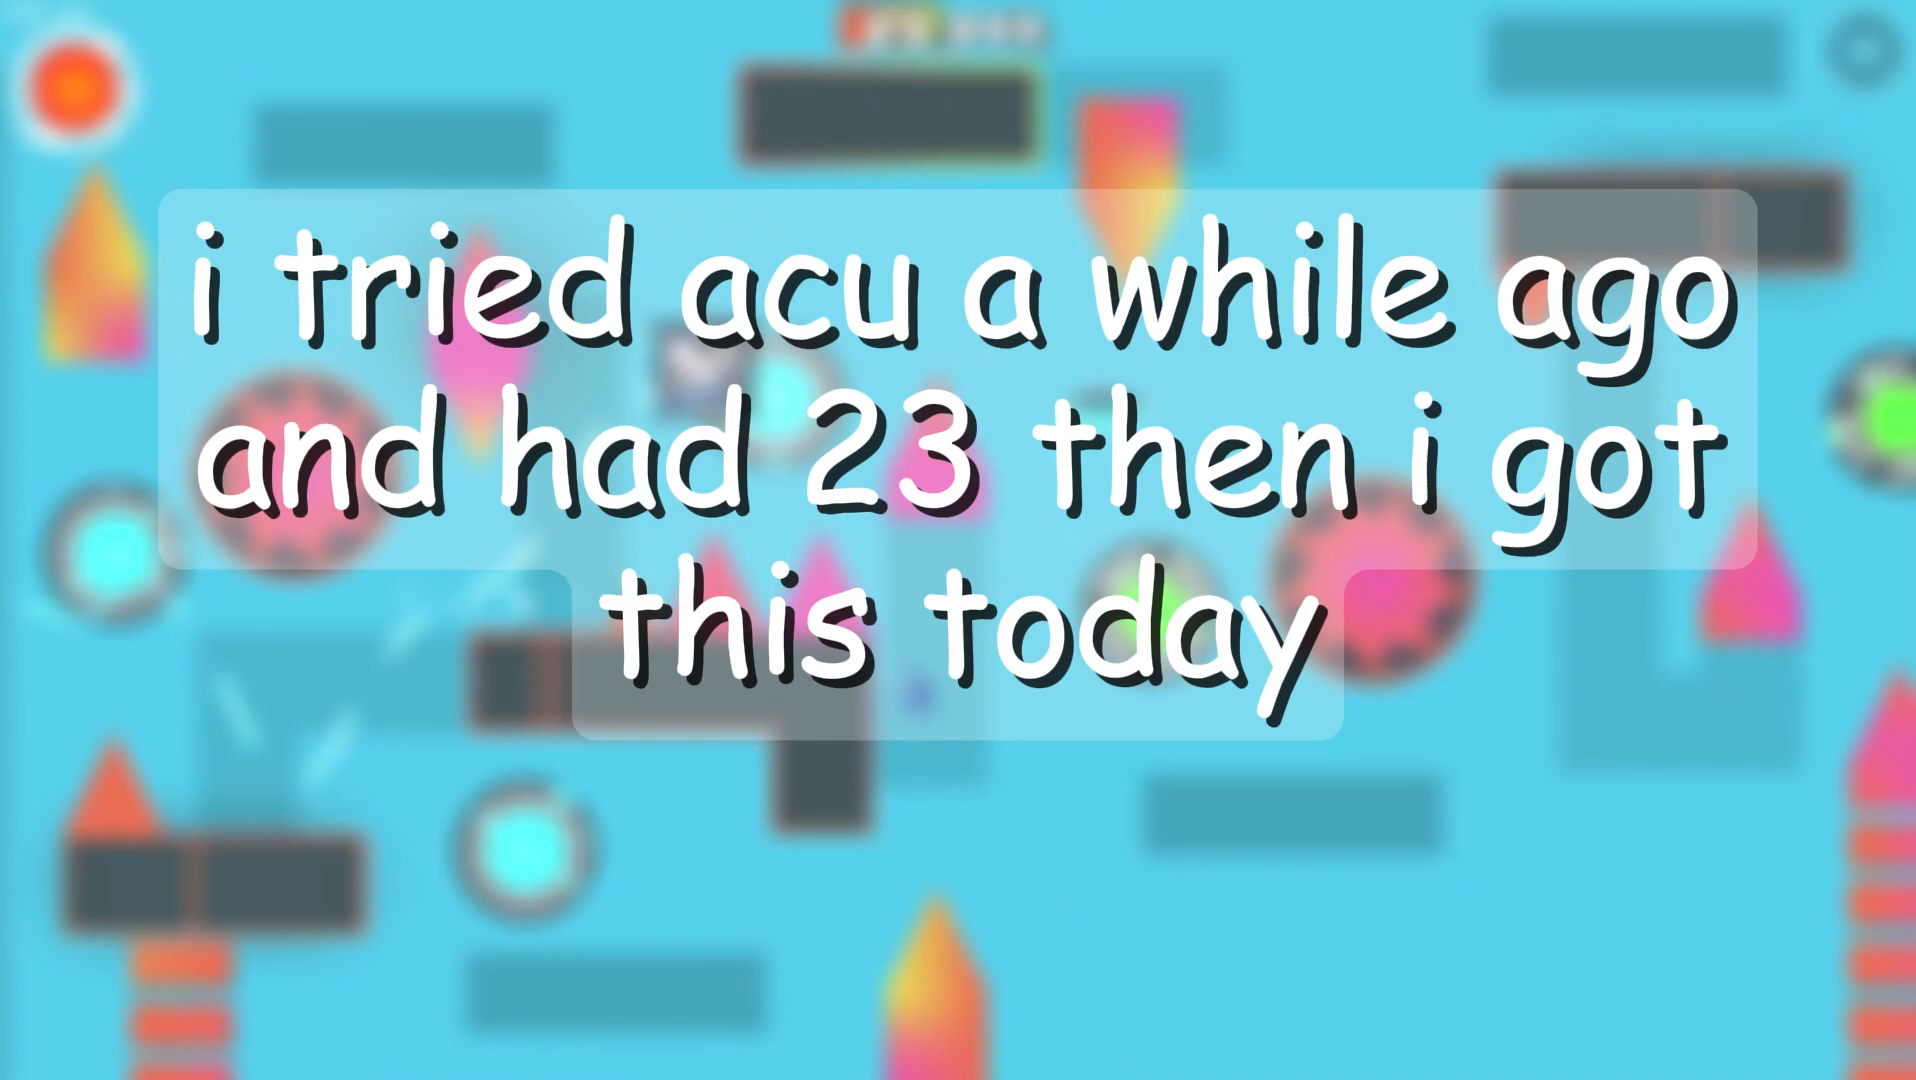 i tried acu a while ago
and had 23 then i got
this today